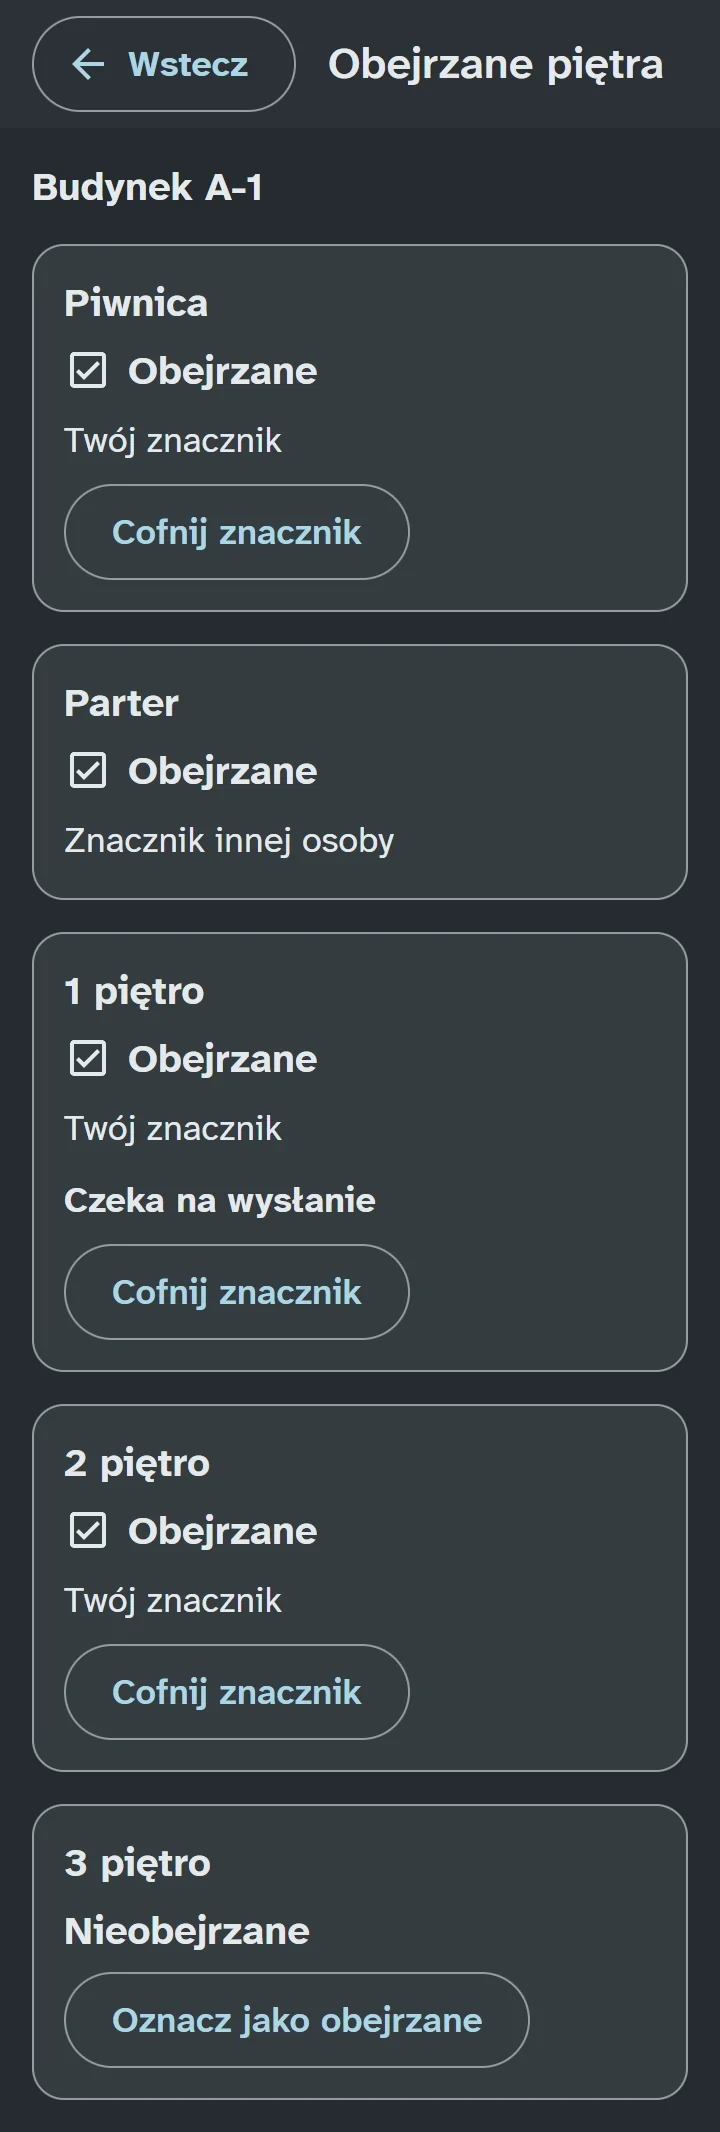 Wstecz
Obejrzane piętra
Budynek A-1
Piwnica
Obejrzane
Twój znacznik
Cofnij znacznik
Parter
Obejrzane
Znacznik innej osoby
1 piętro
Obejrzane
Twój znacznik
Czeka na wysłanie
Cofnij znacznik
2 piętro
Obejrzane
Twój znacznik
Cofnij znacznik
3 piętro
Nieobejrzane
Oznacz jako obejrzane